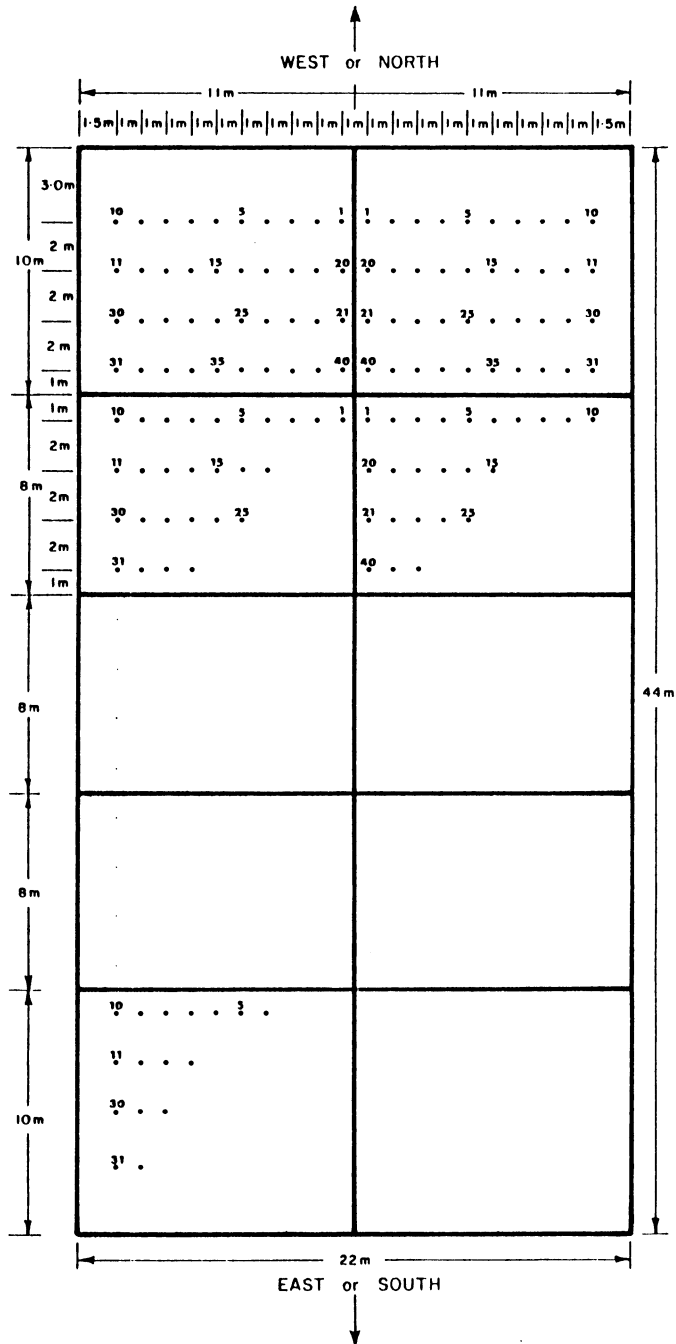 WEST or NORTH
11m 11m
1·5m 1m 1m 1m 1m 1m 1m 1m 1m 1m 1m 1m 1m 1m 1m 1m 1m 1m 1m 1m 1·5m
3·0m
10 5 1 1 5 10
2 m
10m
11 15 20 20 15 11
2 m
30 25 21 21 25 30
2 m
31 35 40 40 35 31
1m
1m
10 5 1 1 5 10
2m
11 15 20 15
8m
2m
30 25 21 25
2m
31 40
1m
44m
8m
8m
10 5
11
30
10m
31
22m
EAST or SOUTH